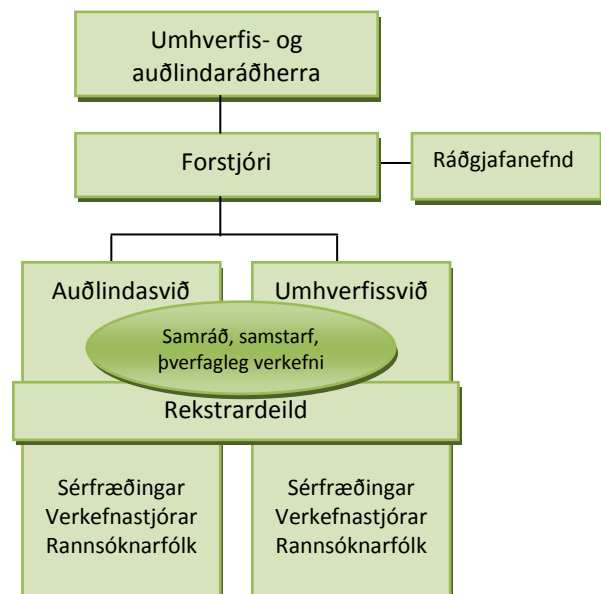 Umhverfis- og
auðlindaráðherra
Forstjóri
Ráðgjafanefnd
Auðlindasvið
Umhverfissvið
Samráð, samstarf,
þverfagleg verkefni
Rekstrardeild
Sérfræðingar
Verkefnastjórar
Rannsóknarfólk
Sérfræðingar
Verkefnastjórar
Rannsóknarfólk